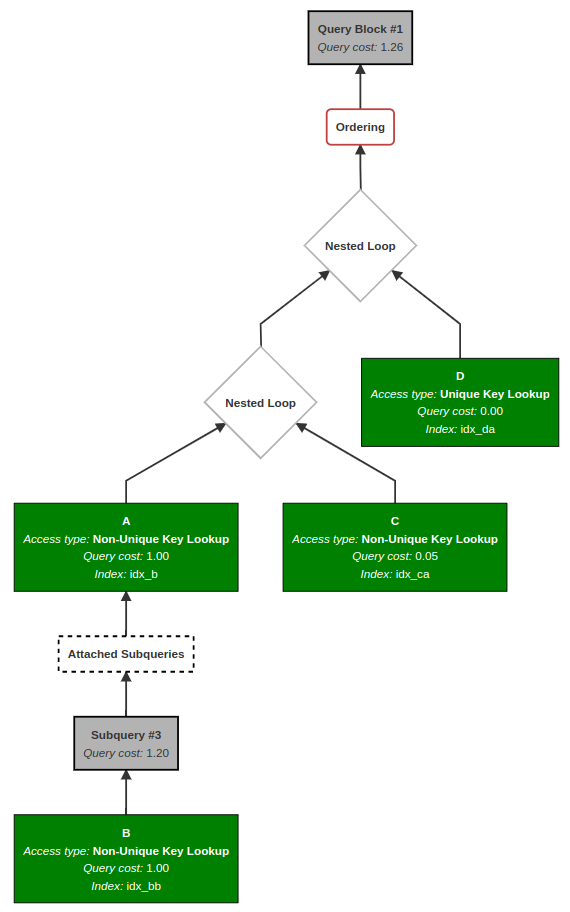 Query Block #1
Query cost: 1.26
Ordering
Nested Loop
Nested Loop
D
Access type: Unique Key Lookup
Query cost: 0.00
Index: idx_da
A
Access type: Non-Unique Key Lookup
Query cost: 1.00
Index: idx_b
C
Access type: Non-Unique Key Lookup
Query cost: 0.05
Index: idx_ca
Attached Subqueries
Subquery #3
Query cost: 1.20
B
Access type: Non-Unique Key Lookup
Query cost: 1.00
Index: idx_bb